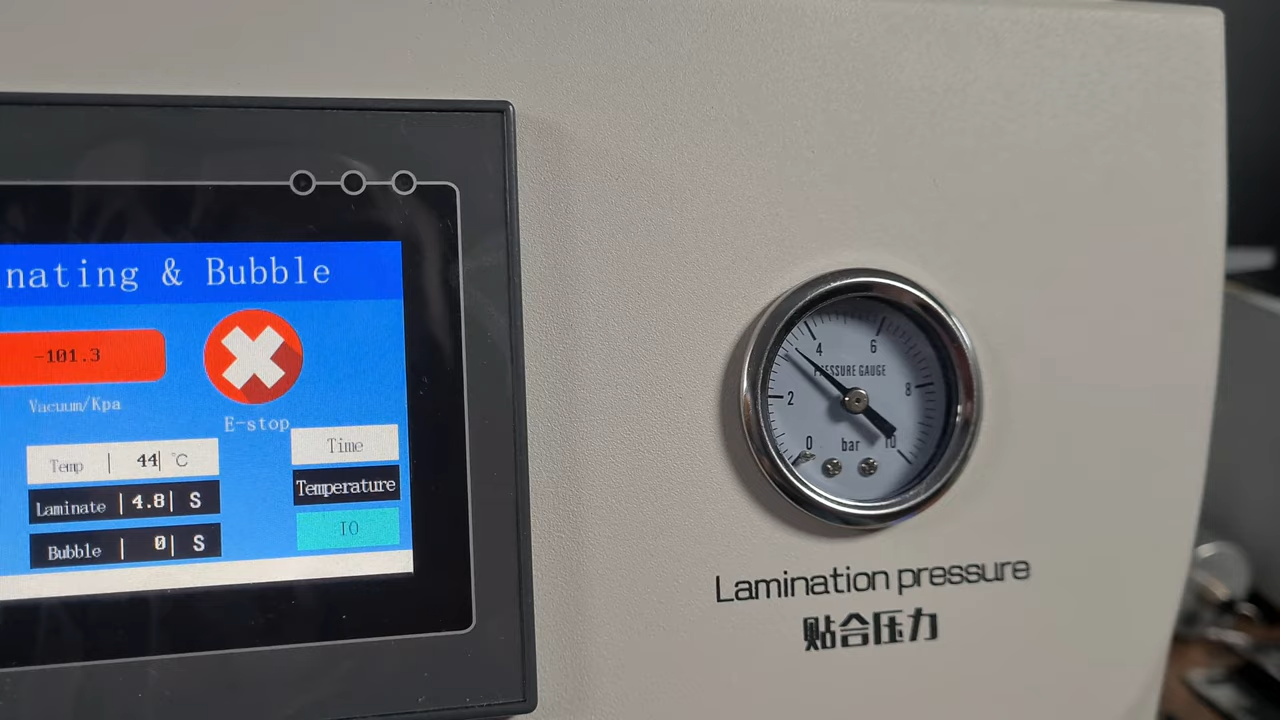 nating & Bubble
-101.3
Vacuum/Kpa
E-stop
Temp | 44| °C
Laminate |4.8| S
Bubble | 0| S
Time
Temperature
IO
4 6
PRESSURE GAUGE
2 8
0 bar 10
Lamination pressure
贴合压力